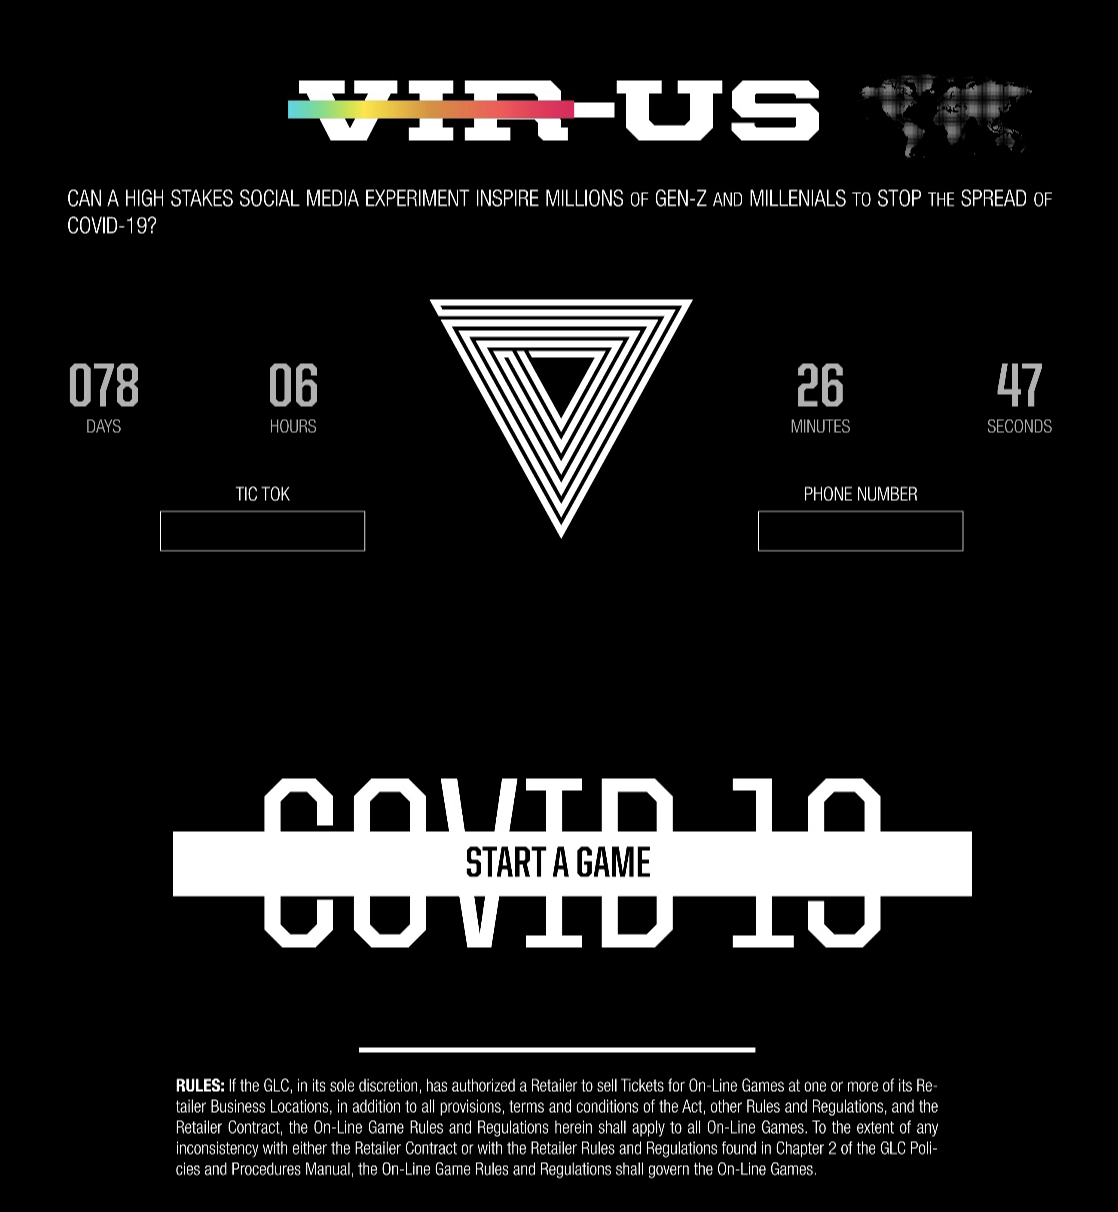 VIR-US
CAN A HIGH STAKES SOCIAL MEDIA EXPERIMENT INSPIRE MILLIONS OF GEN-Z AND MILLENIALS TO STOP THE SPREAD OF
COVID-19?
078
DAYS
06
HOURS
26
MINUTES
47
SECONDS
TIC TOK
PHONE NUMBER
COVID 19
START A GAME
RULES: If the GLC, in its sole discretion, has authorized a Retailer to sell Tickets for On-Line Games at one or more of its Re-
tailer Business Locations, in addition to all provisions, terms and conditions of the Act, other Rules and Regulations, and the
Retailer Contract, the On-Line Game Rules and Regulations herein shall apply to all On-Line Games. To the extent of any
inconsistency with either the Retailer Contract or with the Retailer Rules and Regulations found in Chapter 2 of the GLC Poli-
cies and Procedures Manual, the On-Line Game Rules and Regulations shall govern the On-Line Games.